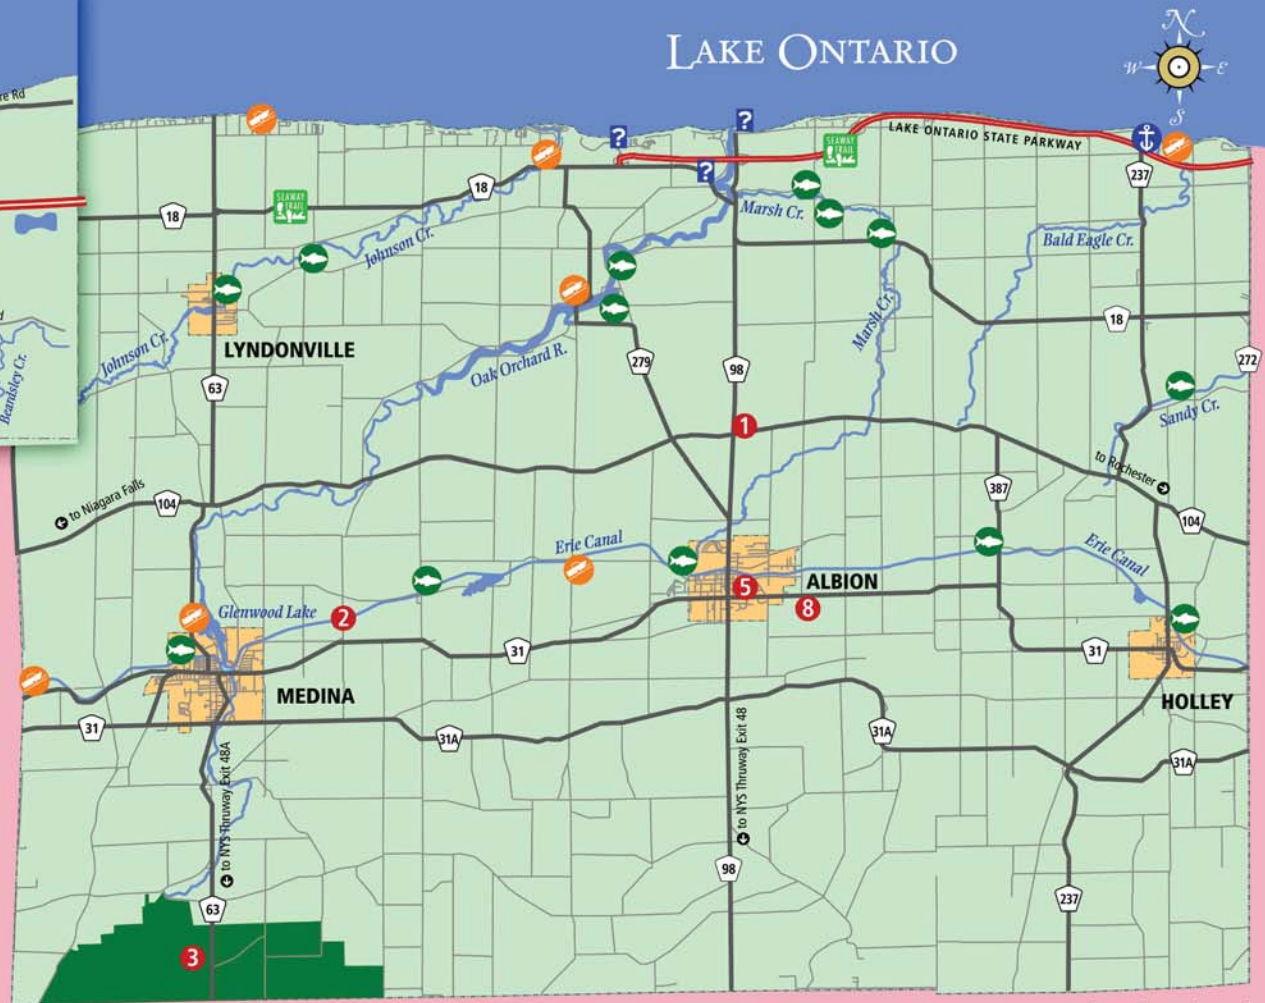 LAKE ONTARIO
N
W
E
S
re Rd
?
?
?
LAKE ONTARIO STATE PARKWAY
SEAWAY
TRAIL
237
18
SEAWAY
TRAIL
18
Marsh Cr.
Johnson Cr.
Bald Eagle Cr.
Marsh Cr.
18
d
Johnson Cr.
LYNDONVILLE
Oak Orchard R.
279
98
272
Beardsley Cr.
63
Sandy Cr.
1
to Rochester
to Niagara Falls
104
387
104
Erie Canal
Erie Canal
ALBION
5
8
Glenwood Lake
2
31
31
MEDINA
HOLLEY
31
31A
31A
31A
to NYS Thruway Exit 48A
to NYS Thruway Exit 48
98
237
63
3